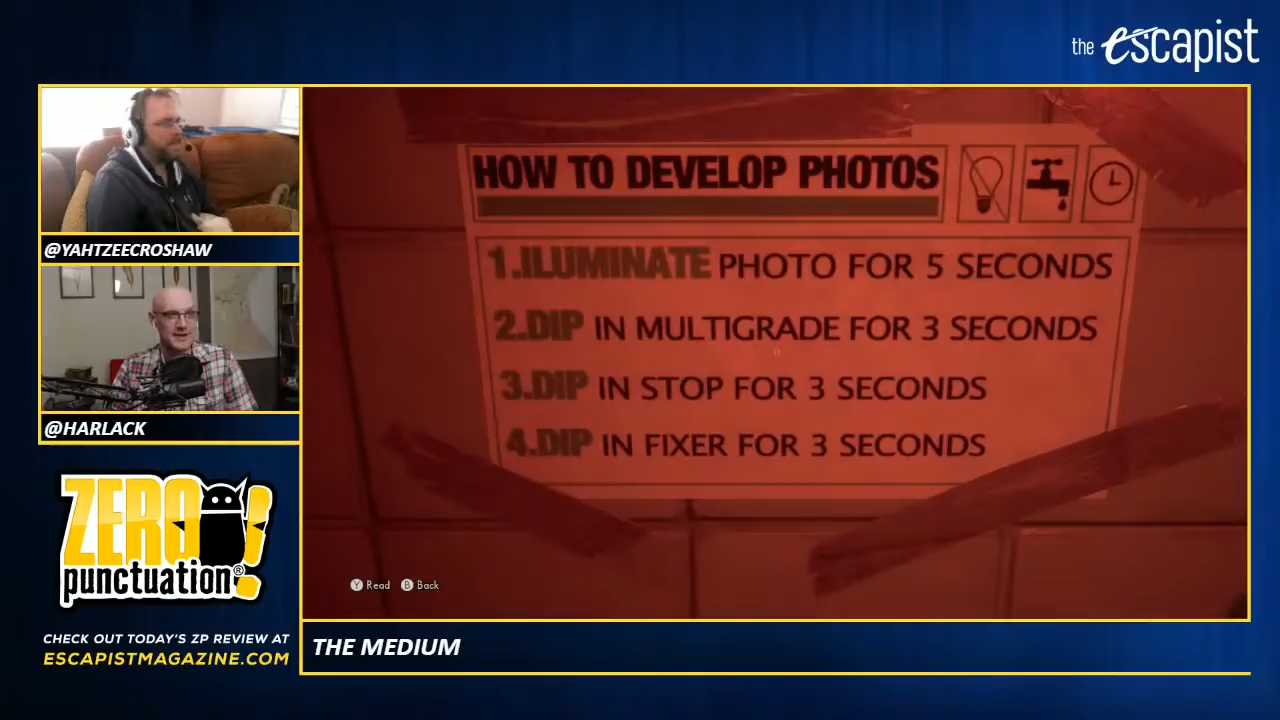 the escapist
HOW TO DEVELOP PHOTOS
1.ILUMINATE PHOTO FOR 5 SECONDS
2.DIP IN MULTIGRADE FOR 3 SECONDS
3.DIP IN STOP FOR 3 SECONDS
4.DIP IN FIXER FOR 3 SECONDS
Y Read B Back
@YAHTZEECROSHAW
@HARLACK
ZERO
punctuation!®
CHECK OUT TODAY'S ZP REVIEW AT
ESCAPISTMAGAZINE.COM
THE MEDIUM